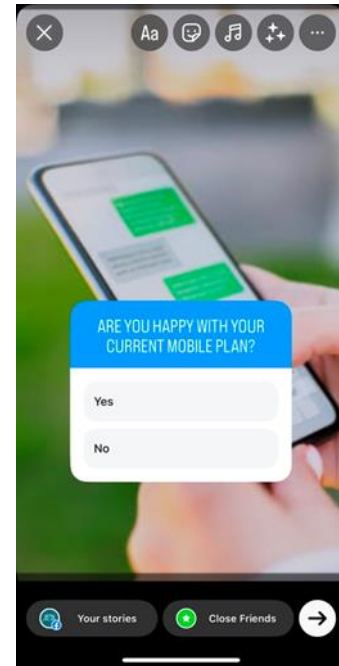 Aa
ARE YOU HAPPY WITH YOUR
CURRENT MOBILE PLAN?
Yes
No
Your stories
Close Friends